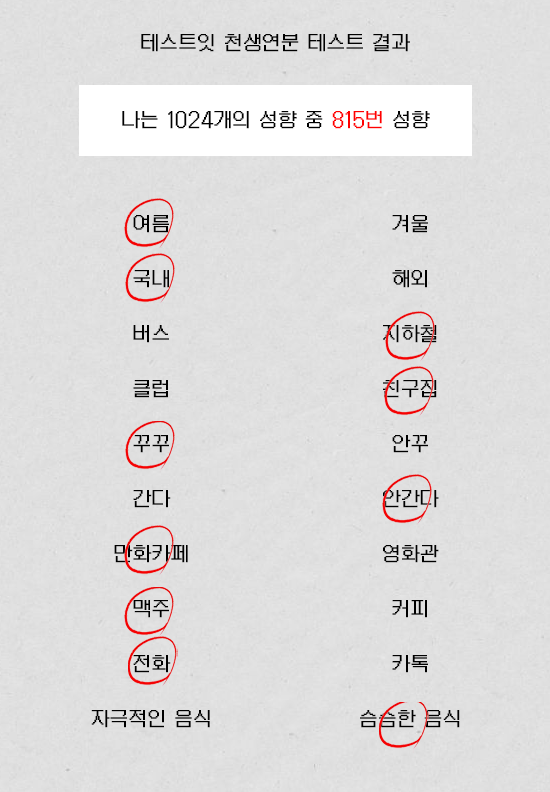 테스트잇 천생연분 테스트 결과
나는 1024개의 성향 중 815번 성향
여름 겨울
국내 해외
버스 지하철
클럽 친구집
꾸꾸 안꾸
간다 안간다
만화카페 영화관
맥주 커피
전화 카톡
자극적인 음식 슴슴한 음식